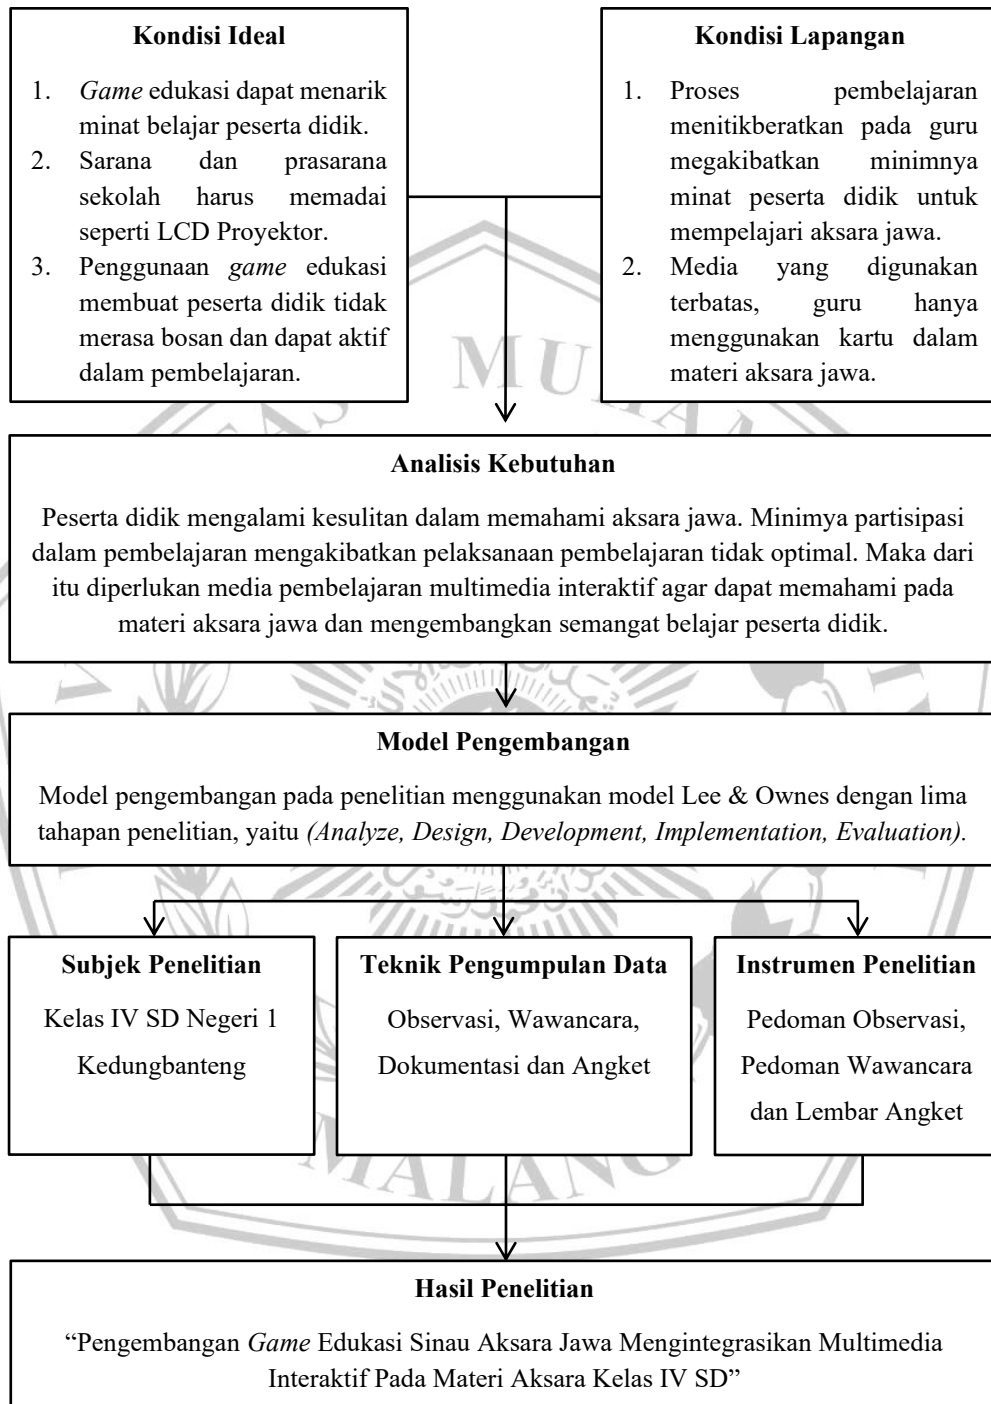 Kondisi Ideal
1. Game edukasi dapat menarik
minat belajar peserta didik.
2. Sarana dan prasarana
sekolah harus memadai
seperti LCD Proyektor.
3. Penggunaan game edukasi
membuat peserta didik tidak
merasa bosan dan dapat aktif
dalam pembelajaran.
Kondisi Lapangan
1. Proses pembelajaran
menitikberatkan pada guru
megakibatkan minimnya
minat peserta didik untuk
mempelajari aksara jawa.
2. Media yang digunakan
terbatas, guru hanya
menggunakan kartu dalam
materi aksara jawa.
Analisis Kebutuhan
Peserta didik mengalami kesulitan dalam memahami aksara jawa. Minimya partisipasi
dalam pembelajaran mengakibatkan pelaksanaan pembelajaran tidak optimal. Maka dari
itu diperlukan media pembelajaran multimedia interaktif agar dapat memahami pada
materi aksara jawa dan mengembangkan semangat belajar peserta didik.
Model Pengembangan
Model pengembangan pada penelitian menggunakan model Lee & Ownes dengan lima
tahapan penelitian, yaitu (Analyze, Design, Development, Implementation, Evaluation).
Subjek Penelitian
Kelas IV SD Negeri 1
Kedungbanteng
Teknik Pengumpulan Data
Observasi, Wawancara,
Dokumentasi dan Angket
Instrumen Penelitian
Pedoman Observasi,
Pedoman Wawancara
dan Lembar Angket
MALANG
Hasil Penelitian
“Pengembangan Game Edukasi Sinau Aksara Jawa Mengintegrasikan Multimedia
Interaktif Pada Materi Aksara Kelas IV SD”